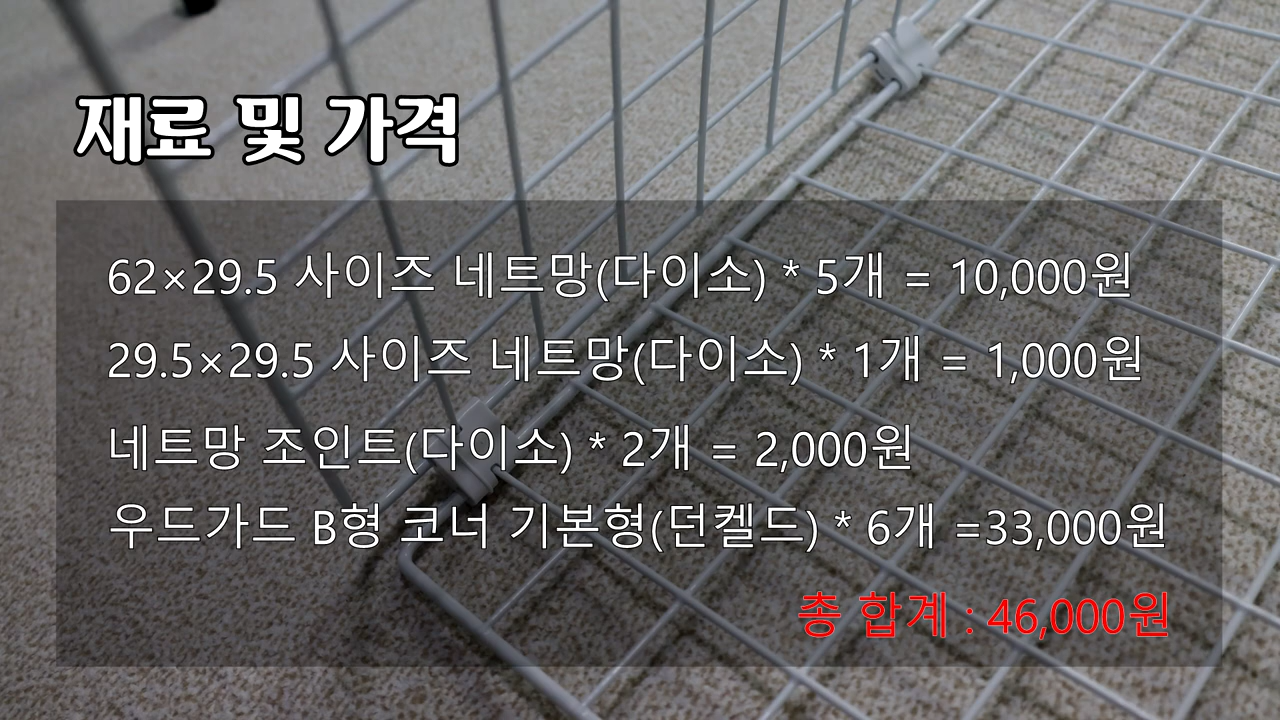 재료 및 가격
62×29.5 사이즈 네트망(다이소) * 5개 = 10,000원
29.5×29.5 사이즈 네트망(다이소) * 1개 = 1,000원
네트망 조인트(다이소) * 2개 = 2,000원
우드가드 B형 코너 기본형(던켈드) * 6개 =33,000원
총 합계 : 46,000원